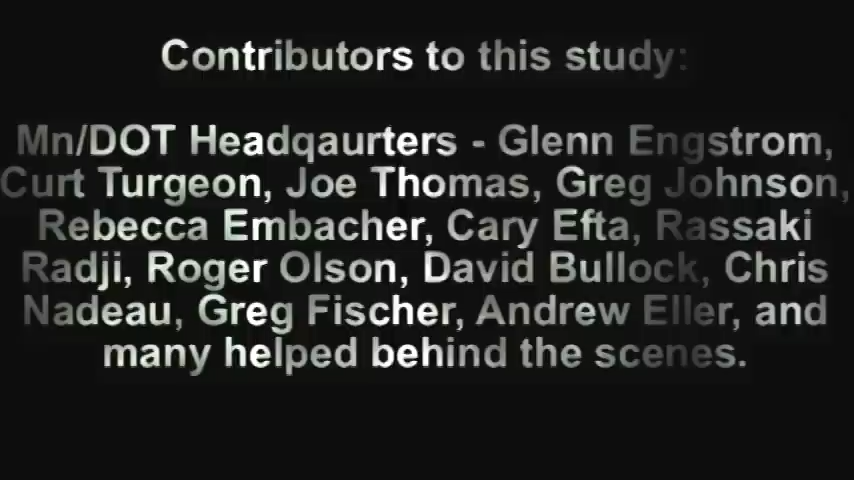 Contributors to this study:
Mn/DOT Headqaurters - Glenn Engstrom,
Curt Turgeon, Joe Thomas, Greg Johnson,
Rebecca Embacher, Cary Efta, Rassaki
Radji, Roger Olson, David Bullock, Chris
Nadeau, Greg Fischer, Andrew Eller, and
many helped behind the scenes.